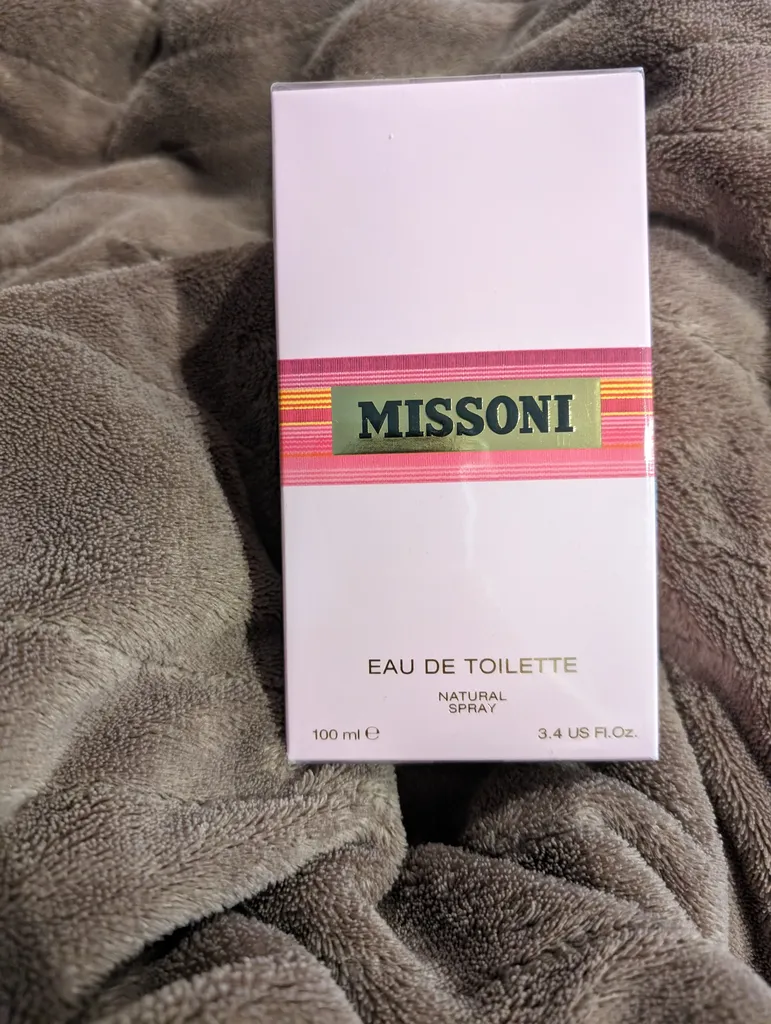 MISSONI
EAU DE TOILETTE
NATURAL
SPRAY
100 ml ℮
3.4 US Fl.Oz.